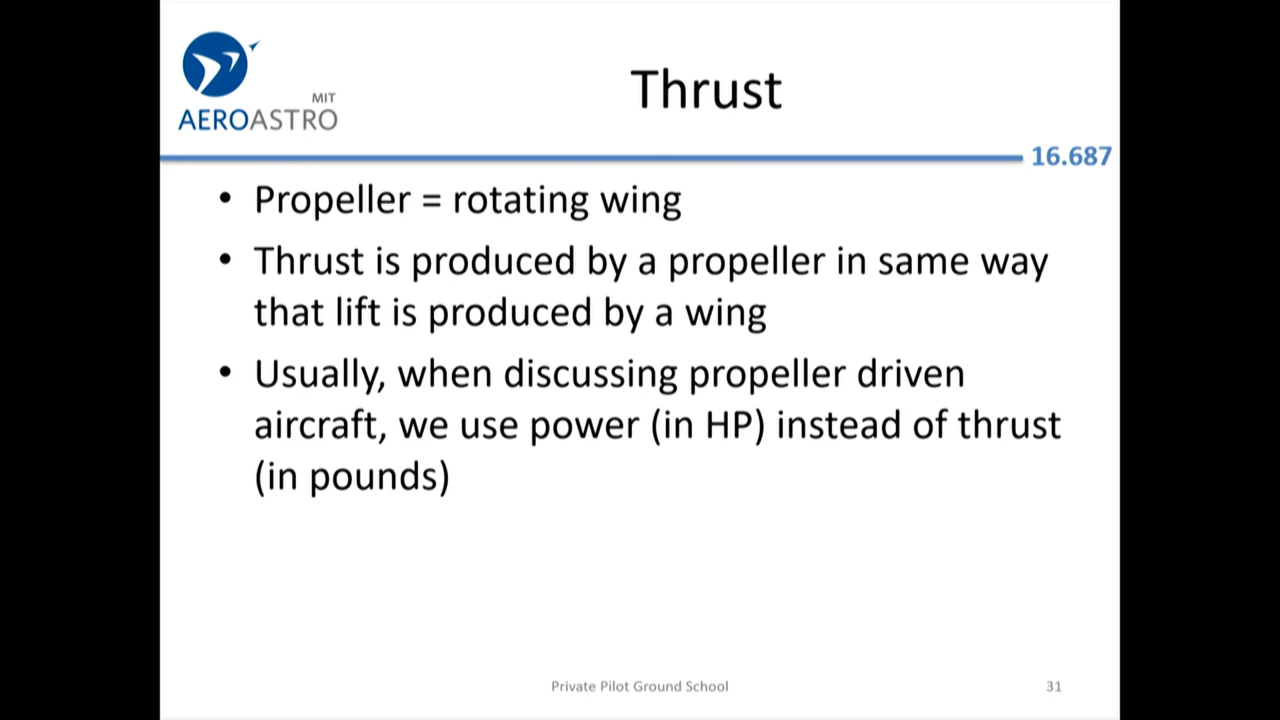 MIT
AEROASTRO
Thrust
16.687
• Propeller = rotating wing
• Thrust is produced by a propeller in same way
that lift is produced by a wing
• Usually, when discussing propeller driven
aircraft, we use power (in HP) instead of thrust
(in pounds)
Private Pilot Ground School
31